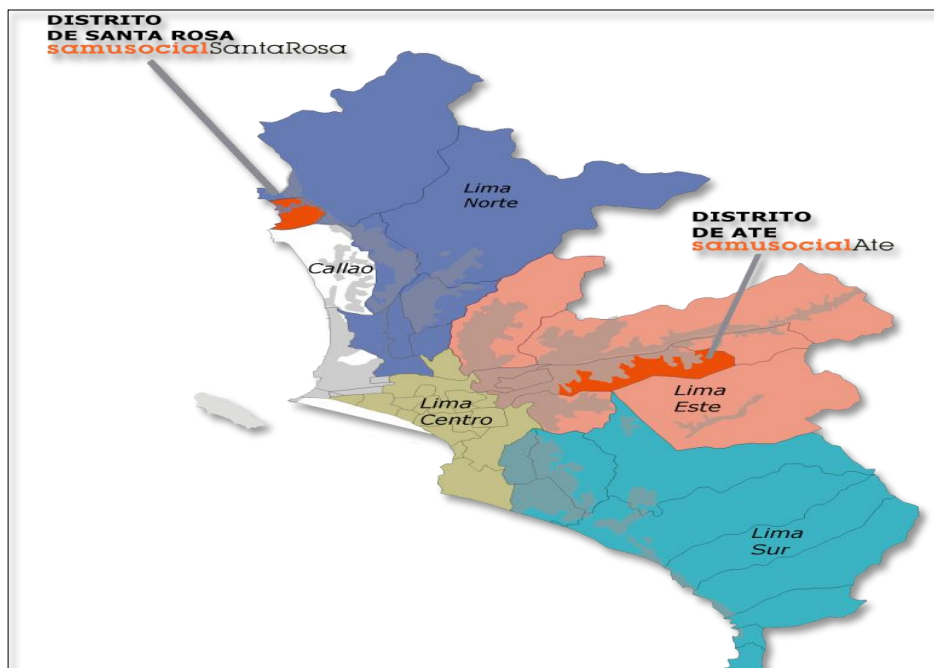 DISTRITO
DE SANTA ROSA
samusocialSantaRosa
Lima
Norte
DISTRITO
DE ATE
samusocialAte
Callao
Lima
Este
Lima
Centro
Lima
Sur